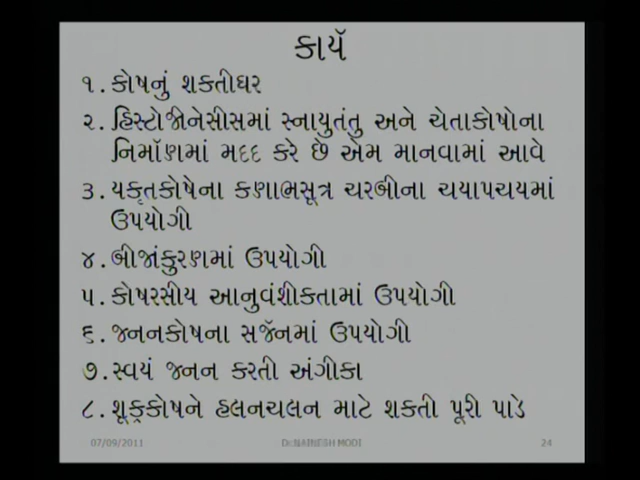 કાર્ય
૧. કોષનું શક્તીઘર
૨. હિસ્ટોજીનેસીસમાં સ્નાયુતંતુ અને ચેતાકોષોના
નિર્માણમાં મદદ કરે છે એમ માનવામાં આવે
૩. યકૃતકોષેના કણાભસૂત્ર ચરબીના ચયાપચયમાં
ઉપયોગી
૪. બીજાંકુરણમાં ઉપયોગી
૫. કોષરસીય આનુવંશીકતામાં ઉપયોગી
૬. જનનકોષના સર્જનમાં ઉપયોગી
૭. સ્વયં જનન કરતી અંગીકા
૮. શૂક્રકોષને હલનચલન માટે શક્તી પૂરી પાડે
07/09/2011 Dr.NAINESH MODI 24